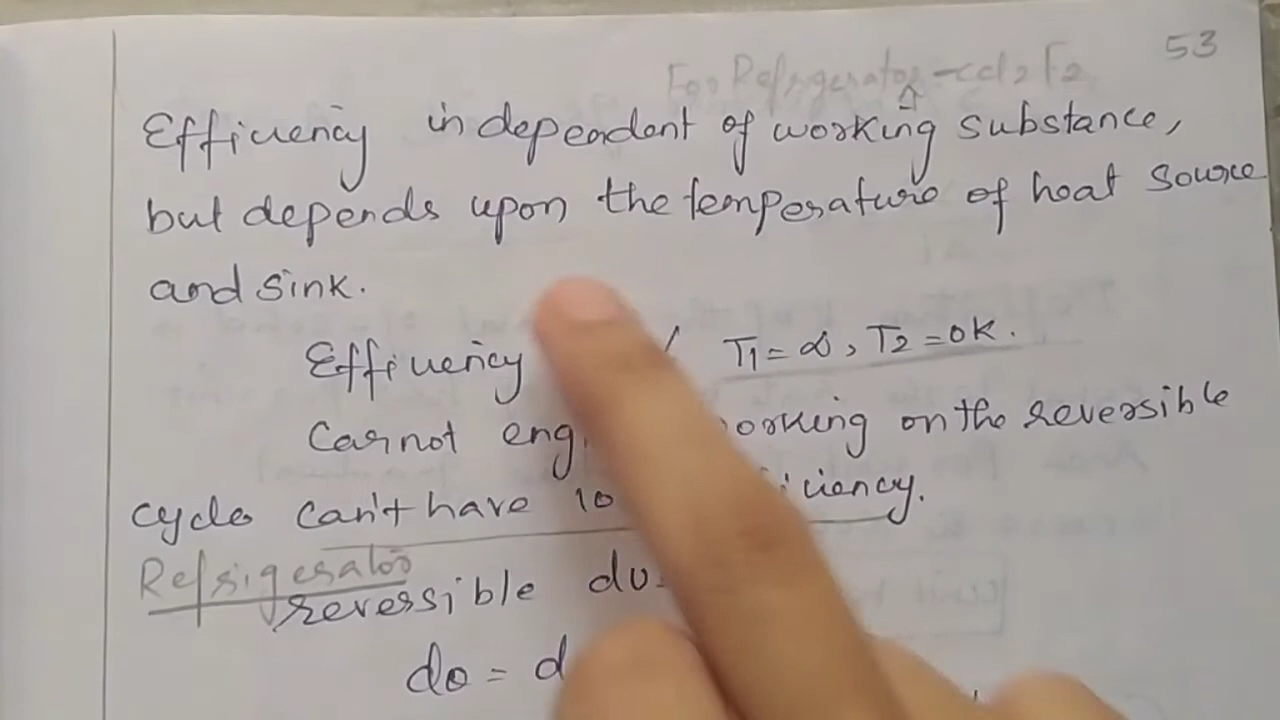 53
For Refrigerator - ccl2F2
Efficiency independent of working substance,
but depends upon the temperature of heat source
and sink.
Efficiency T1 = ∞, T2 = 0K.
Carnot eng orking on the reversible
cycle can't have 10 iciency.
Refrigerator
reversible du=
dQ = d